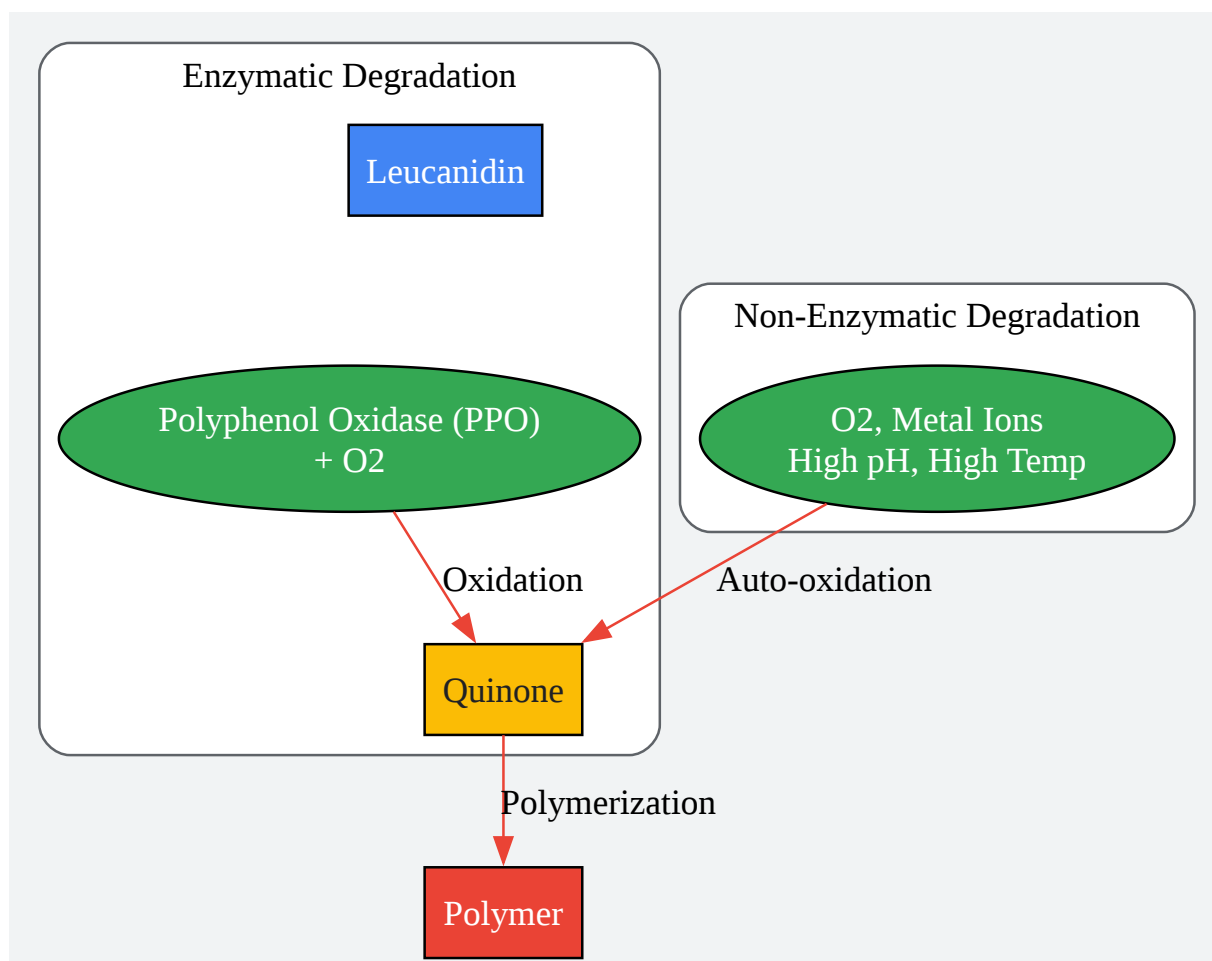 Enzymatic Degradation
Leucanidin
Non-Enzymatic Degradation
Polyphenol Oxidase (PPO)
+ O2
O2, Metal Ions
High pH, High Temp
Oxidation
Auto-oxidation
Quinone
Polymerization
Polymer